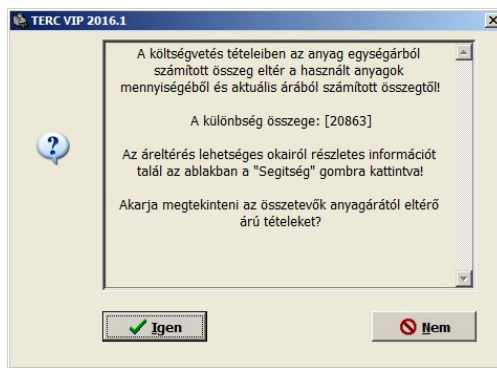 TERC VIP 2016.1
A költségvetés tételeiben az anyag egységárból
számított összeg eltér a használt anyagok
mennyiségéből és aktuális árából számított összegtől!
A különbség összege: [20863]
Az áreltérés lehetséges okairól részletes információt
talál az ablakban a "Segitség" gombra kattintva!
Akarja megtekinteni az összetevők anyagárától eltérő
árú tételeket?
Igen
Nem